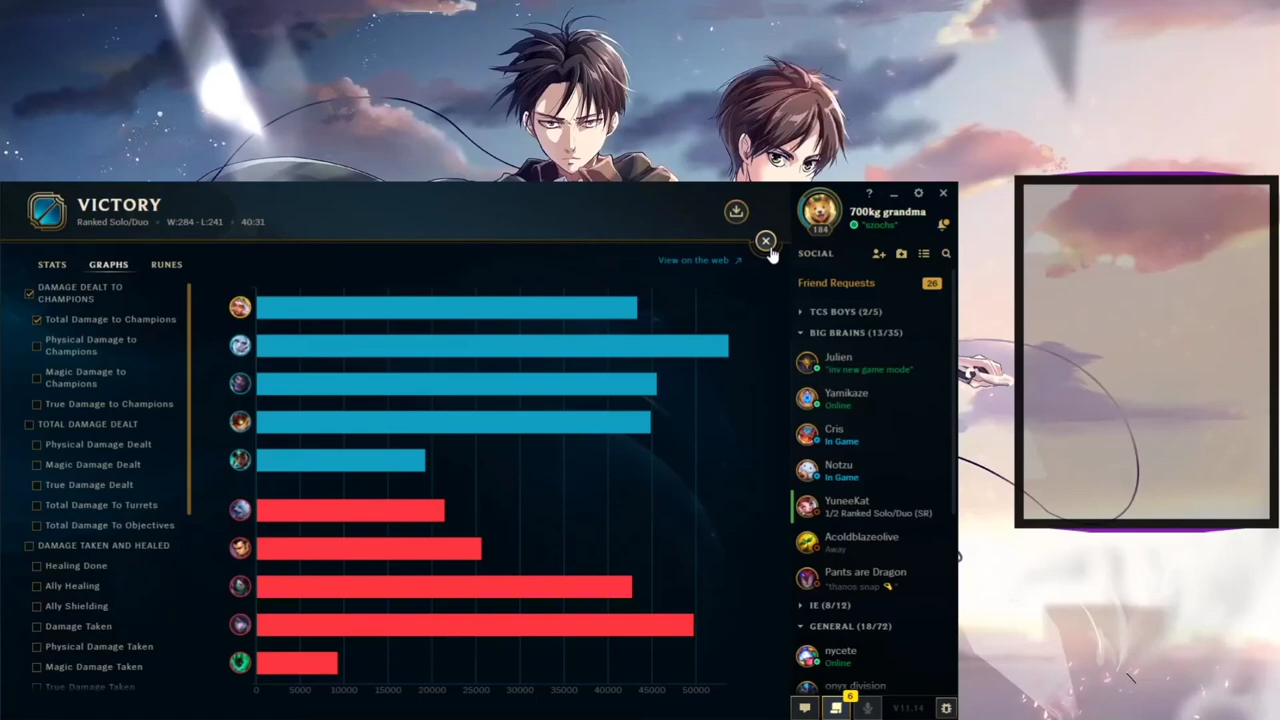 VICTORY
Ranked Solo/Duo • W:284 - L:241 • 40:31
STATS
GRAPHS
RUNES
View on the web
DAMAGE DEALT TO
CHAMPIONS
Total Damage to Champions
Physical Damage to
Champions
Magic Damage to
Champions
True Damage to Champions
TOTAL DAMAGE DEALT
Physical Damage Dealt
Magic Damage Dealt
True Damage Dealt
Total Damage To Turrets
Total Damage To Objectives
DAMAGE TAKEN AND HEALED
Healing Done
Ally Healing
Ally Shielding
Damage Taken
Physical Damage Taken
Magic Damage Taken
True Damage Taken
0 5000 10000 15000 20000 25000 30000 35000 40000 45000 50000
?
184
700kg grandma
"szochs"
SOCIAL
Friend Requests 26
TCS BOYS (2/5)
BIG BRAINS (13/35)
Julien
"inv new game mode"
Yamikaze
Online
Cris
In Game
Notzu
In Game
YuneeKat
1/2 Ranked Solo/Duo (SR)
Acoldblazeolive
Away
Pants are Dragon
"thanos snap"
IE (8/12)
GENERAL (18/72)
nycete
Online
onyx division
6
V11.14